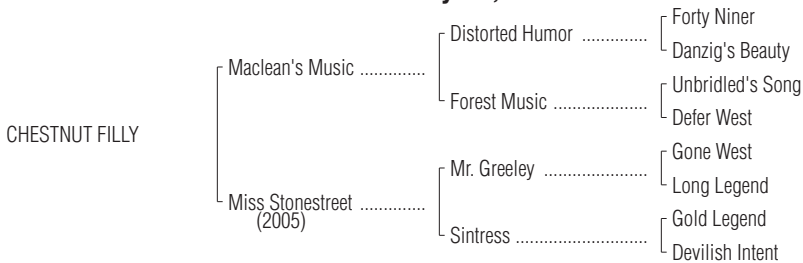 Forty Niner
Distorted Humor ..............
Danzig's Beauty
Maclean's Music ..............
Unbridled's Song
Forest Music ....................
Defer West
CHESTNUT FILLY
Gone West
Mr. Greeley ......................
Long Legend
Miss Stonestreet ..............
(2005)
Gold Legend
Sintress ............................
Devilish Intent